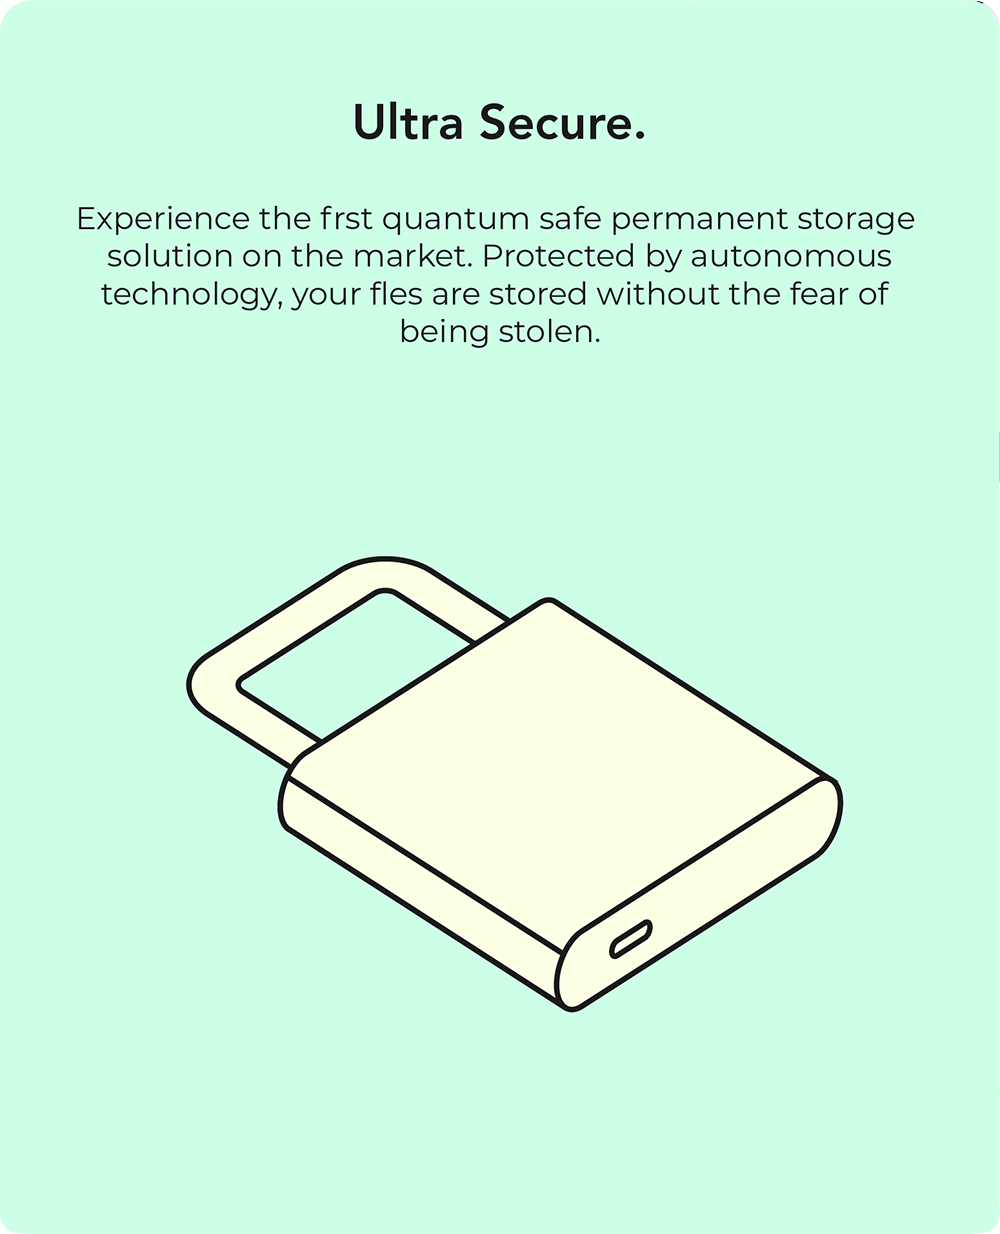 Ultra Secure.
Experience the frst quantum safe permanent storage
solution on the market. Protected by autonomous
technology, your fles are stored without the fear of
being stolen.